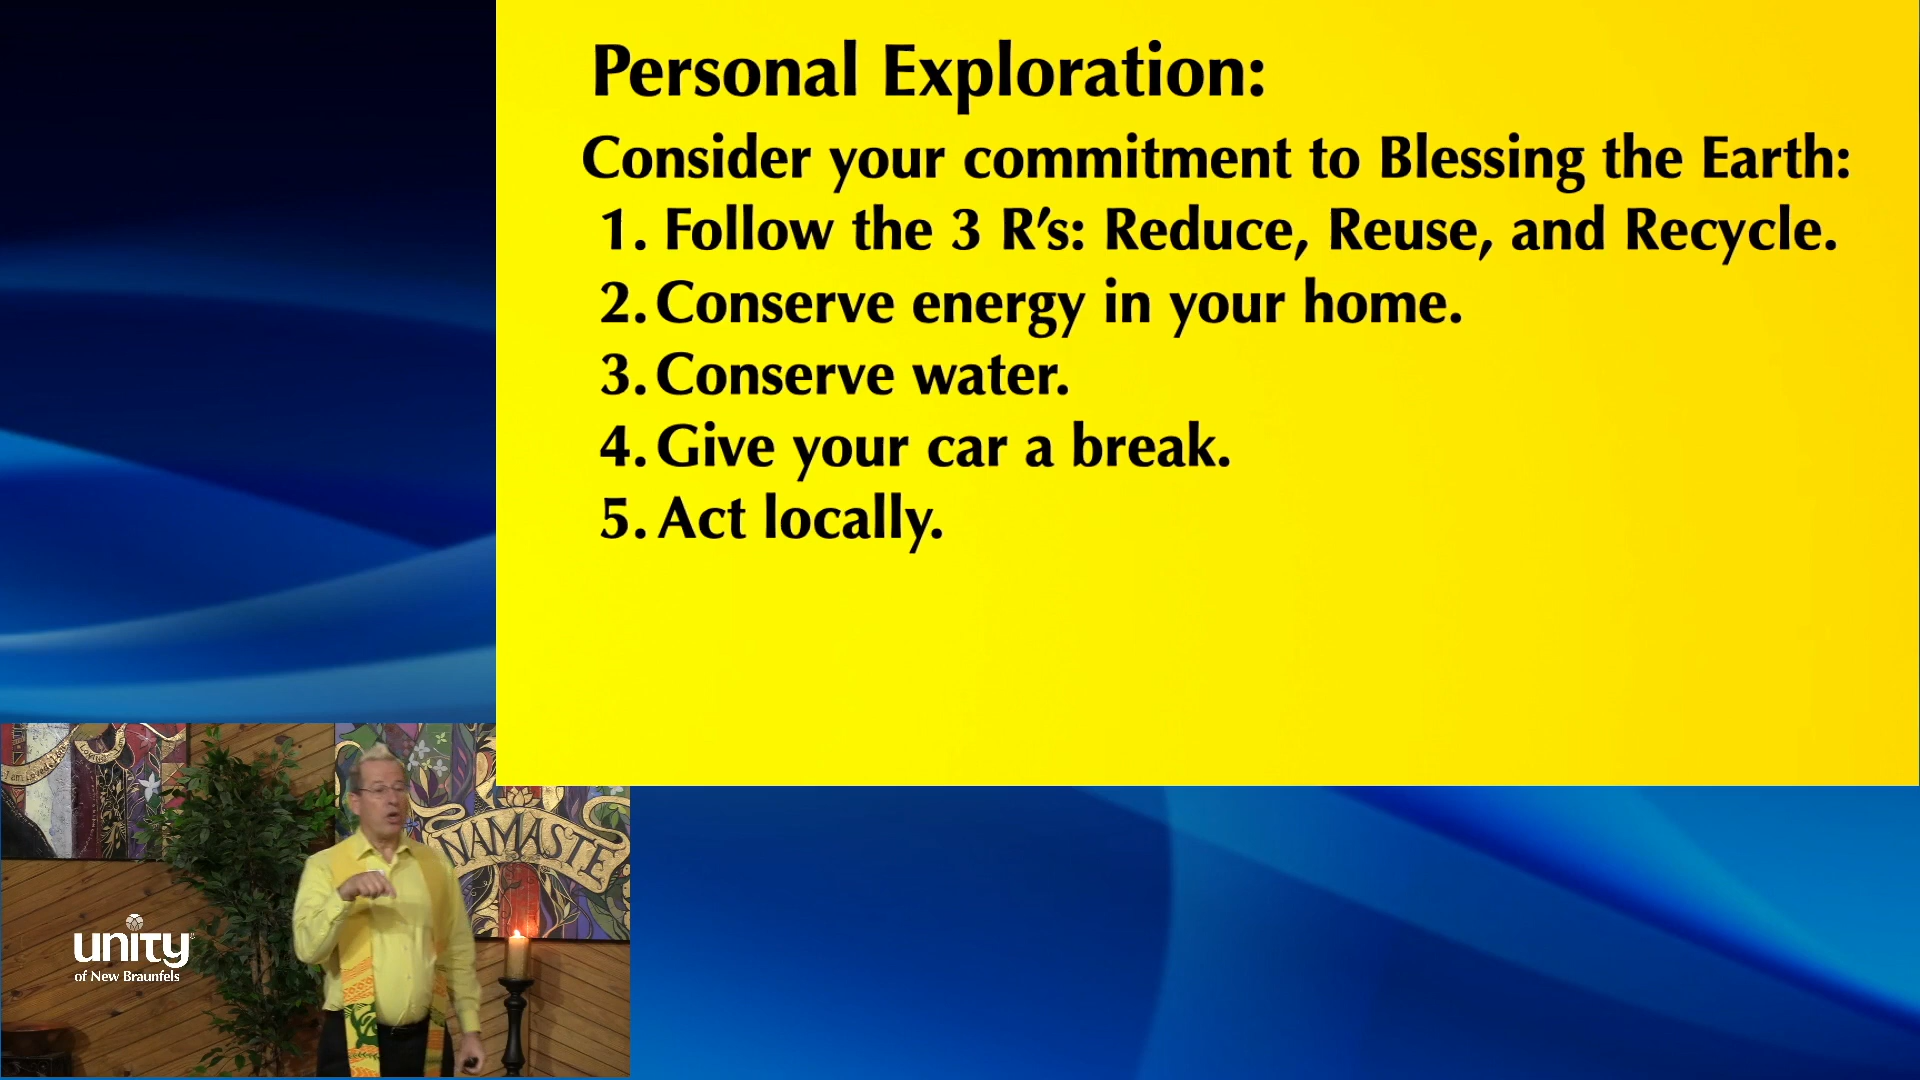 Personal Exploration:
Consider your commitment to Blessing the Earth:
1. Follow the 3 R’s: Reduce, Reuse, and Recycle.
2. Conserve energy in your home.
3. Conserve water.
4. Give your car a break.
5. Act locally.
NAMASTE
unity
of New Braunfels